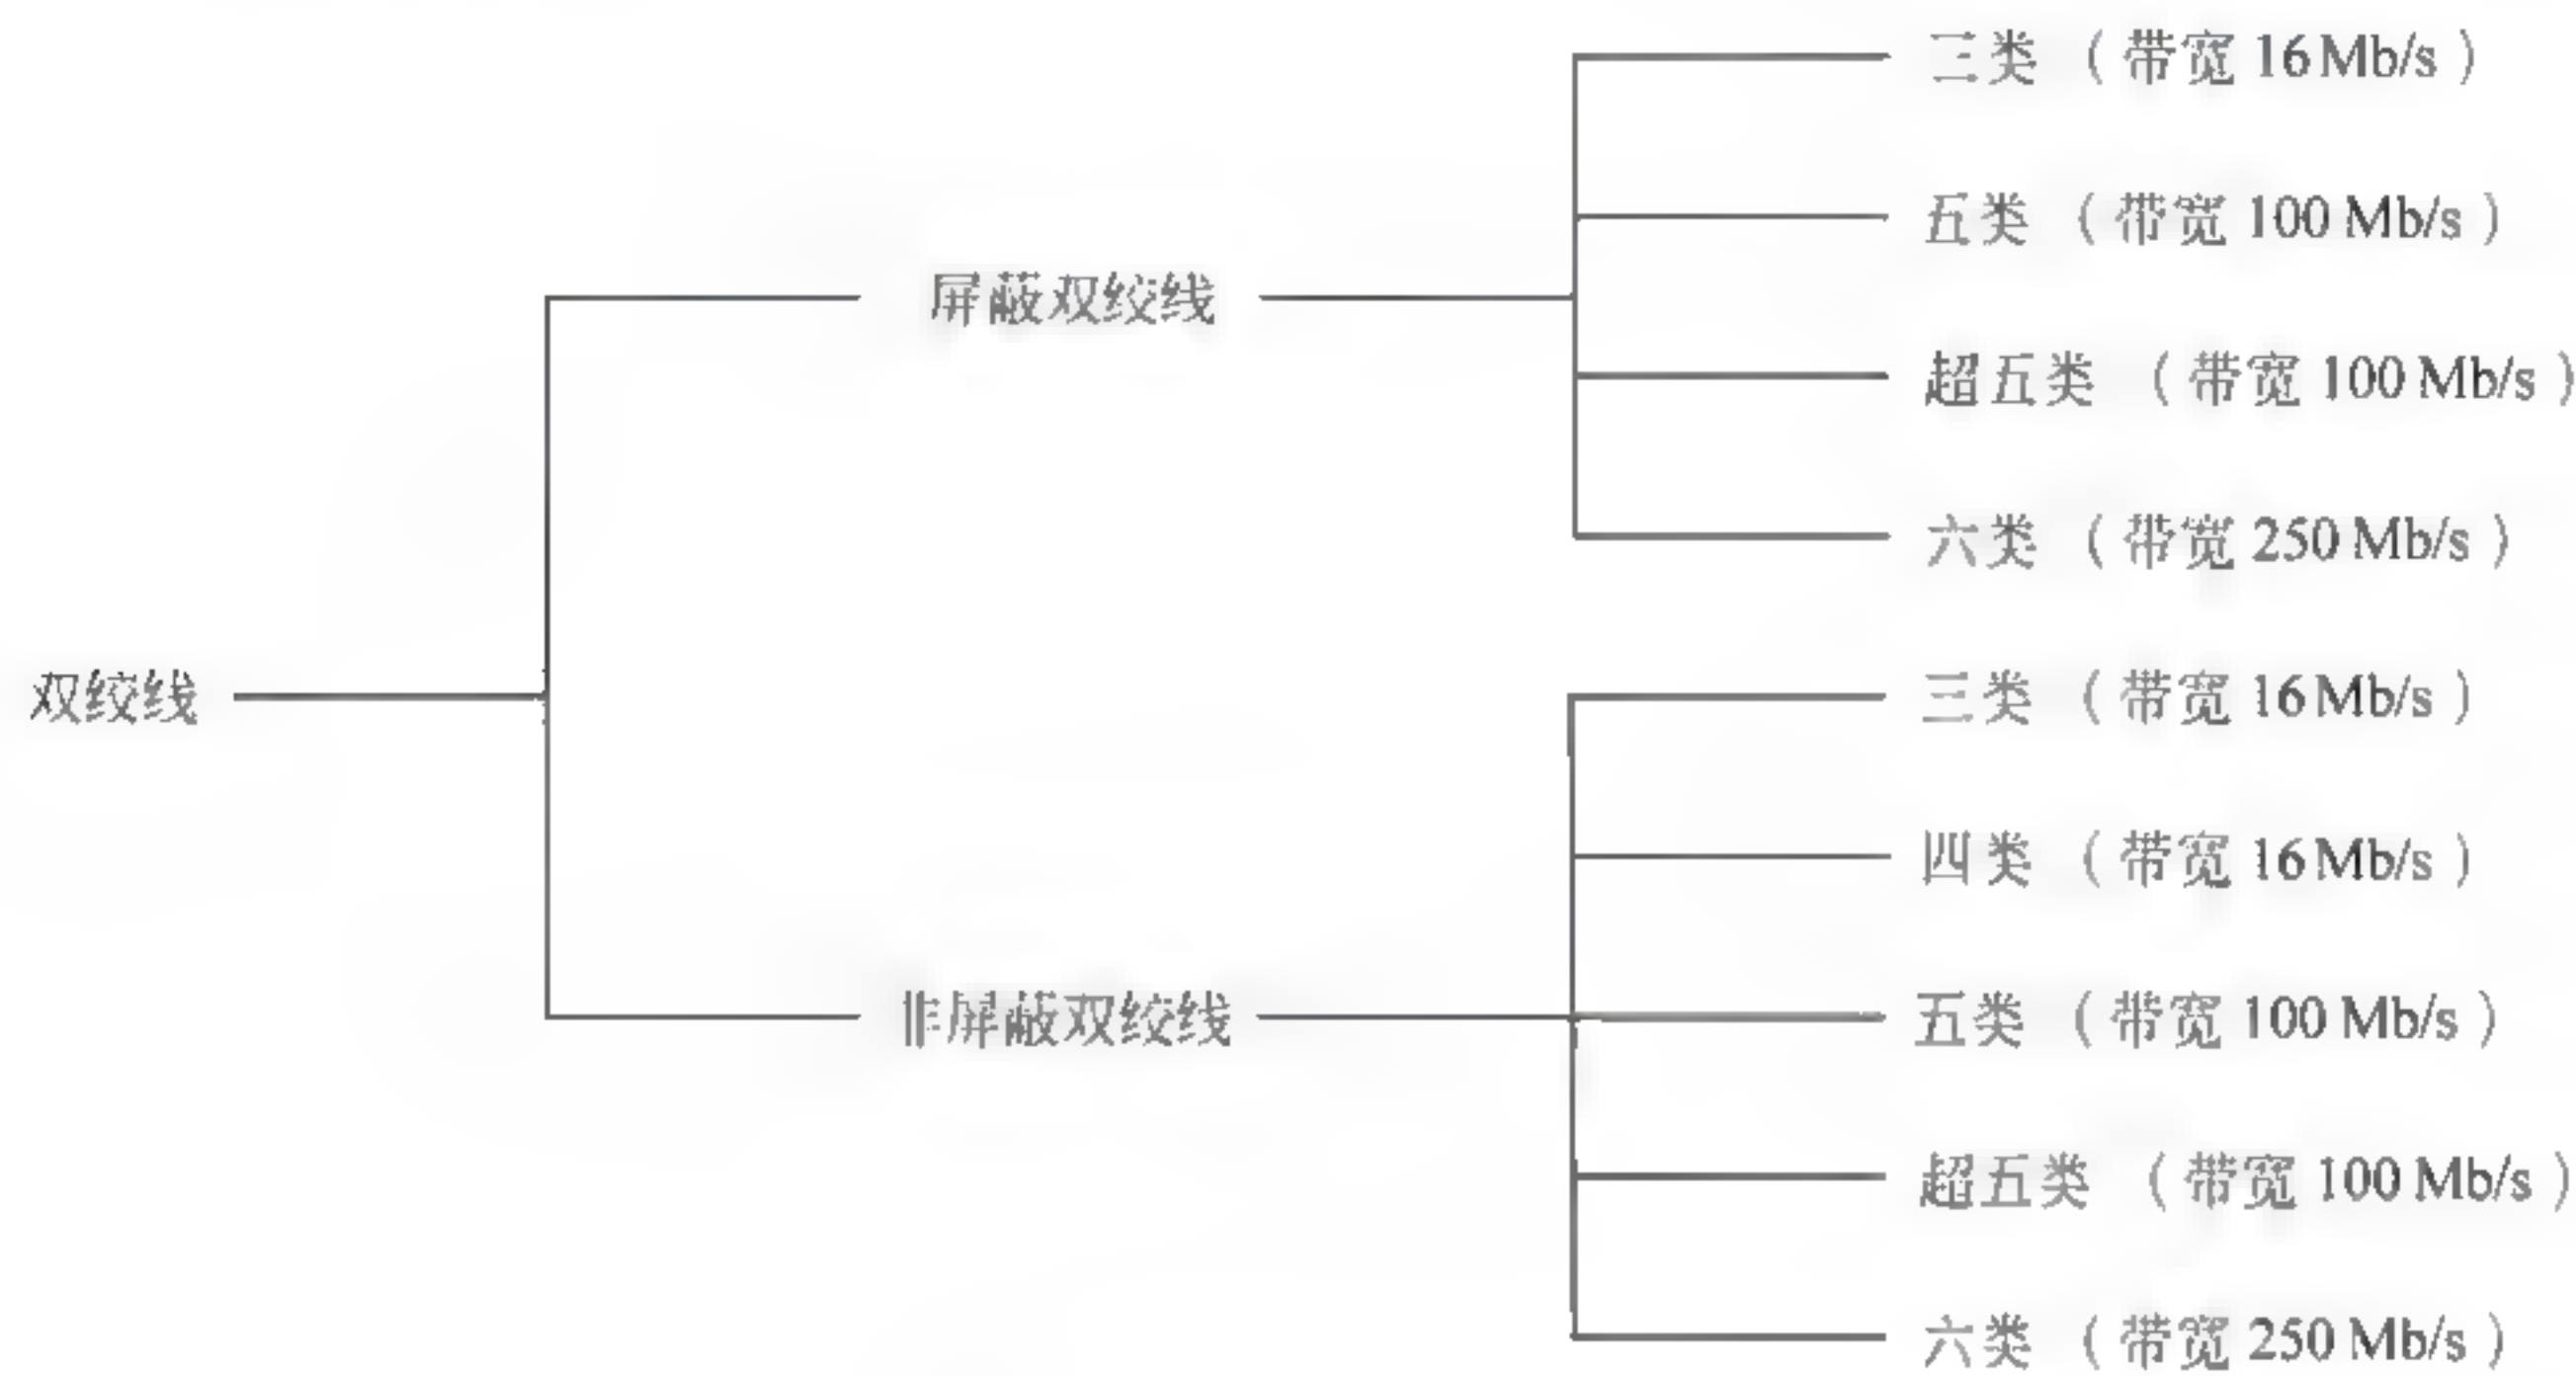 双绞线
屏蔽双绞线
三类（带宽 16 Mb/s）
五类（带宽 100 Mb/s）
超五类（带宽 100 Mb/s）
六类（带宽 250 Mb/s）
非屏蔽双绞线
三类（带宽 16 Mb/s）
四类（带宽 16 Mb/s）
五类（带宽 100 Mb/s）
超五类（带宽 100 Mb/s）
六类（带宽 250 Mb/s）